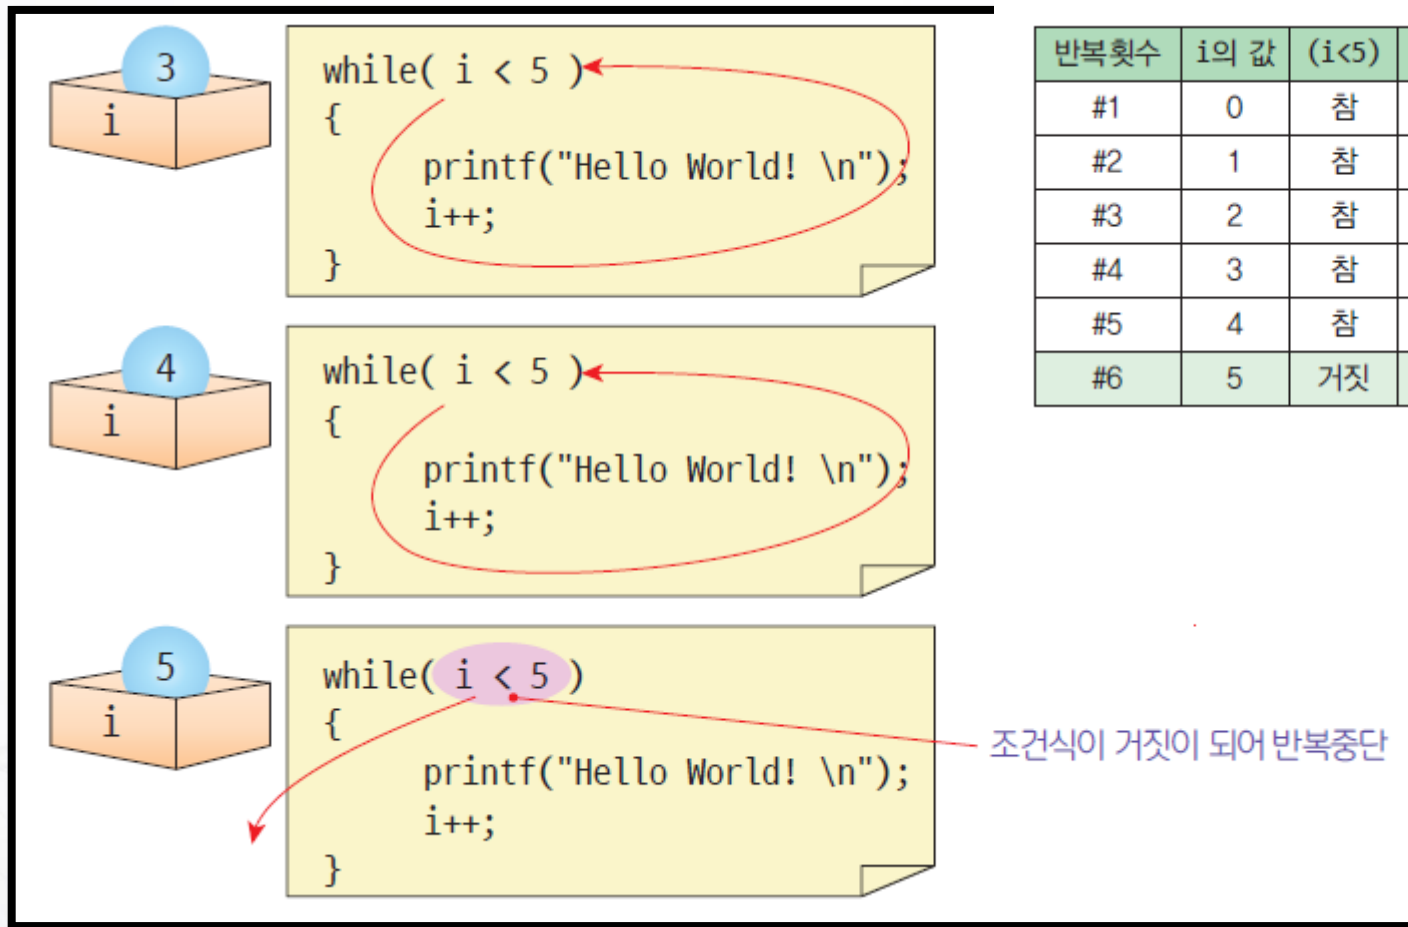 3
i
while( i < 5 )
{
printf("Hello World! \n");
i++;
}
4
i
while( i < 5 )
{
printf("Hello World! \n");
i++;
}
5
i
while( i < 5 )
{
printf("Hello World! \n");
i++;
}
조건식이 거짓이 되어 반복중단
반복횟수 i의 값 (i<5)
#1 0 참
#2 1 참
#3 2 참
#4 3 참
#5 4 참
#6 5 거짓